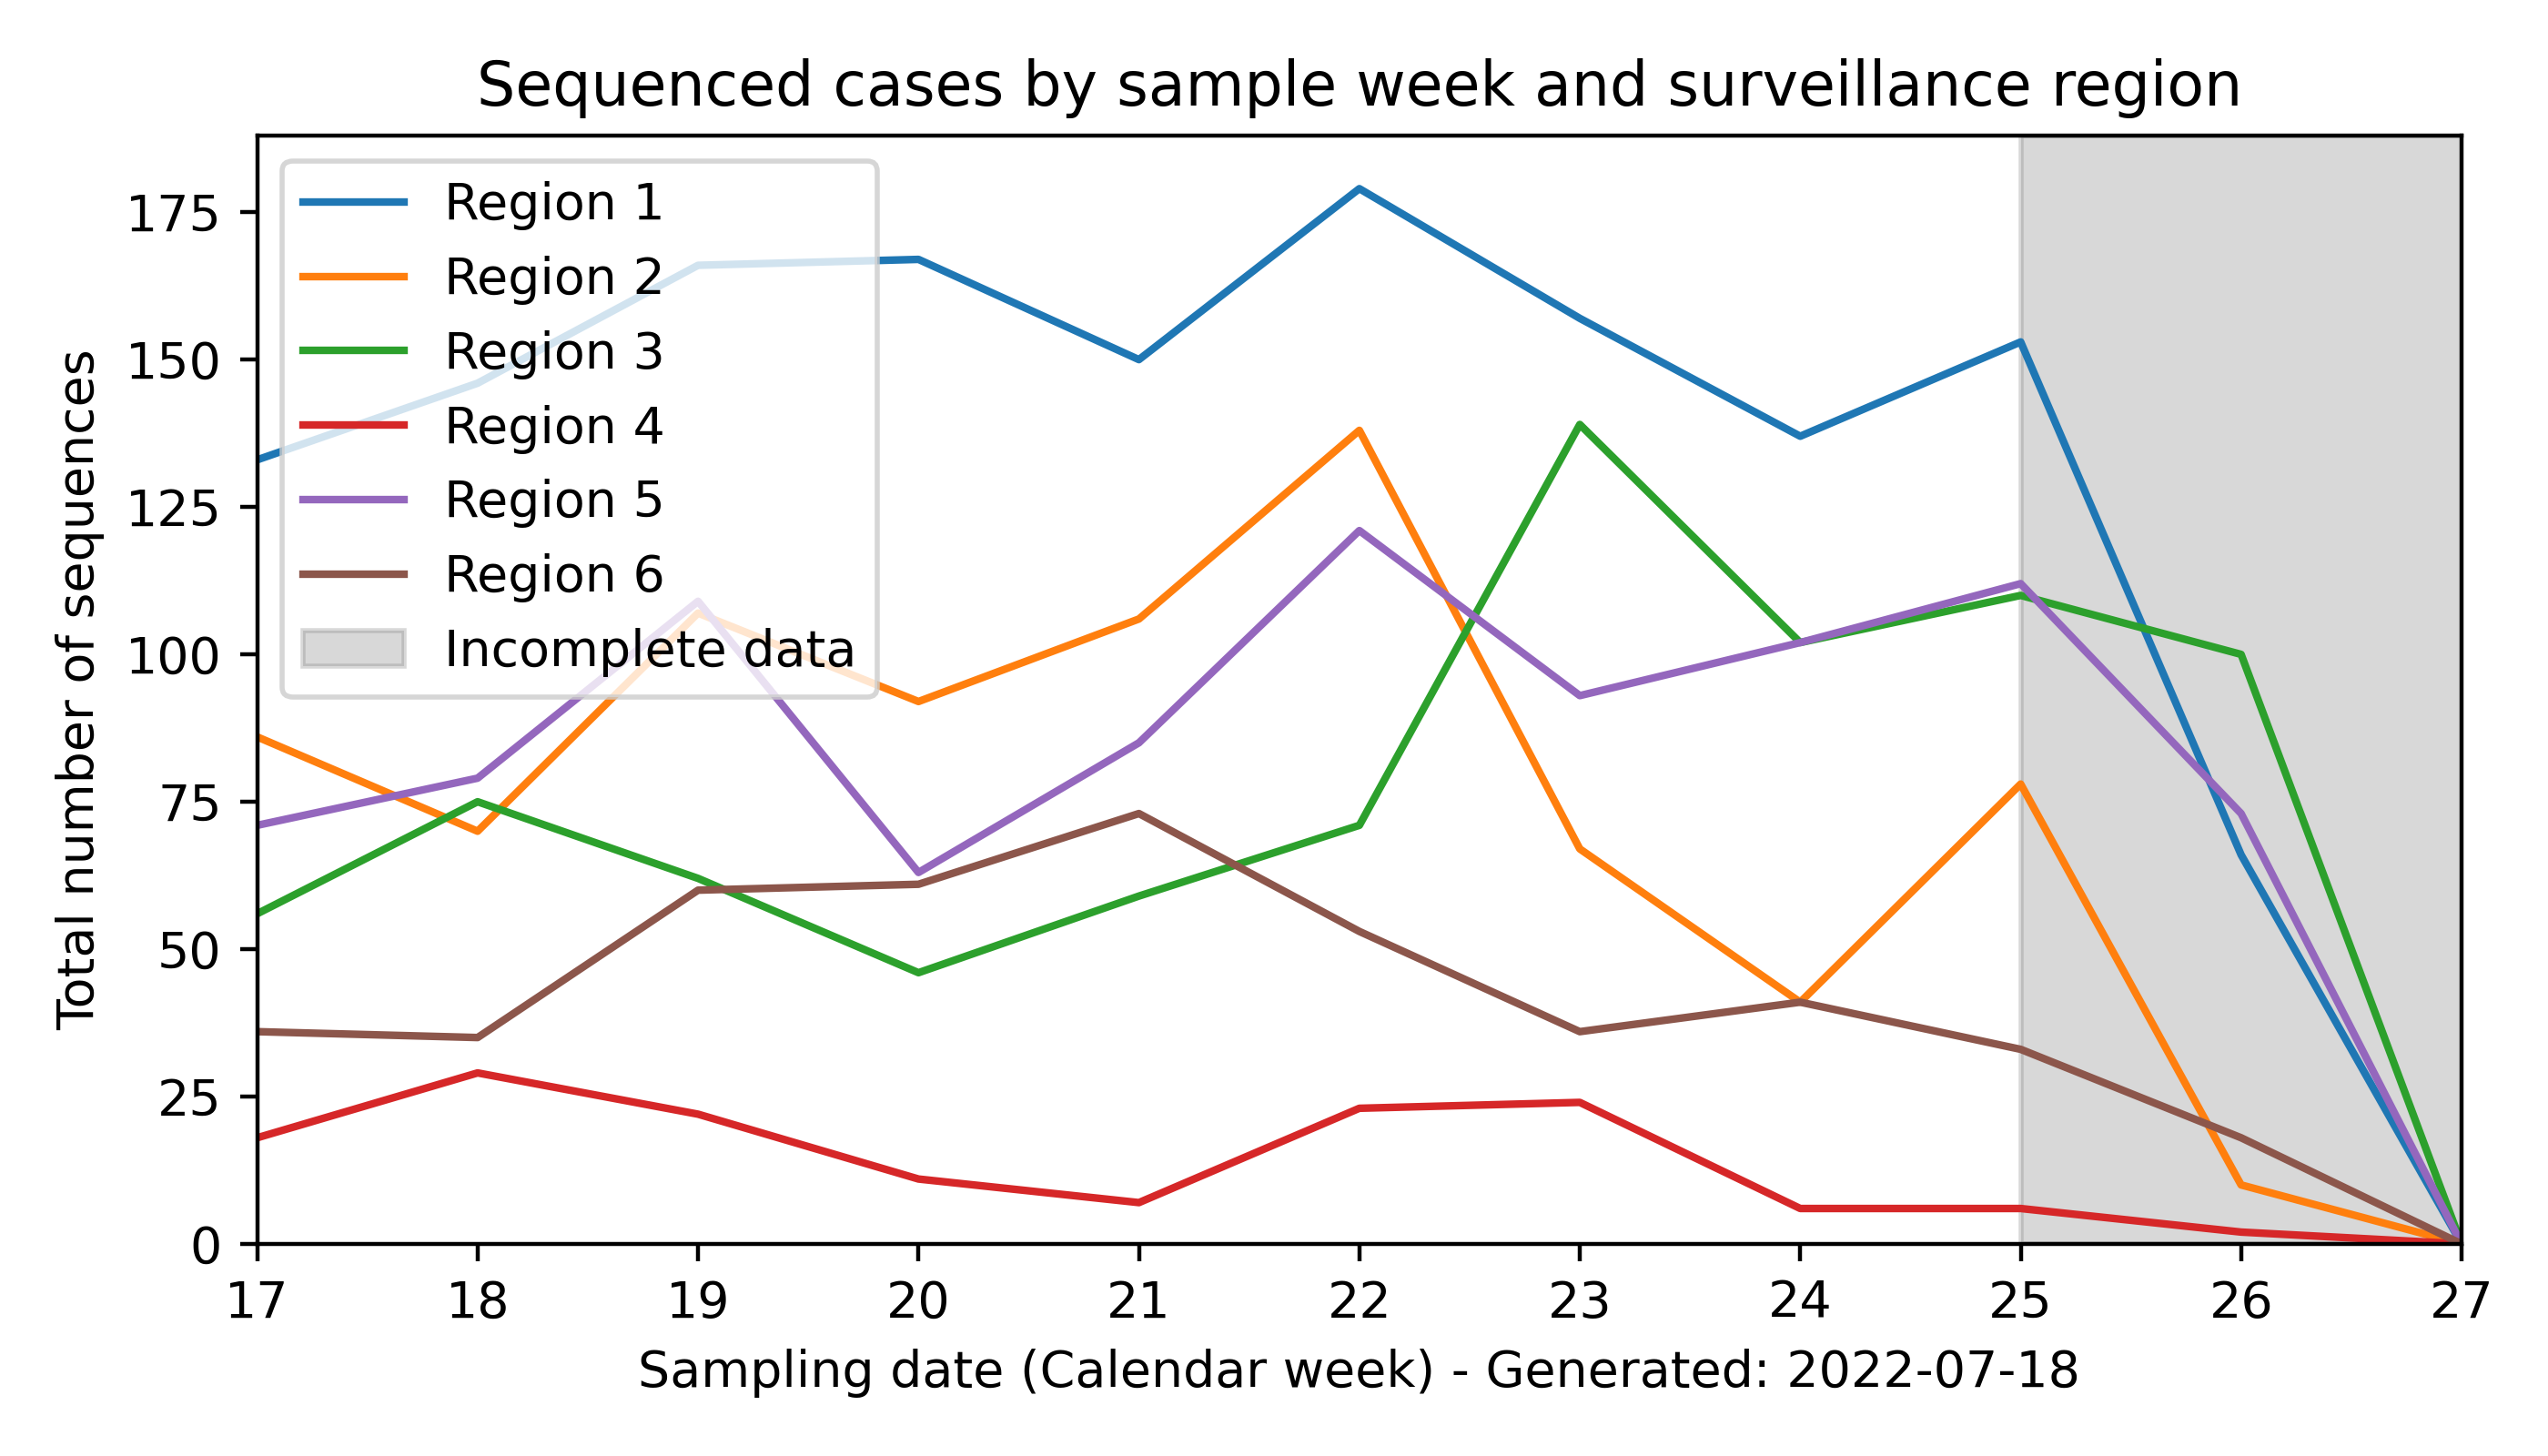 Sequenced cases by sample week and surveillance region
Total number of sequences
175
150
125
100
75
50
25
0
Region 1
Region 2
Region 3
Region 4
Region 5
Region 6
Incomplete data
17 18 19 20 21 22 23 24 25 26 27
Sampling date (Calendar week) - Generated: 2022-07-18